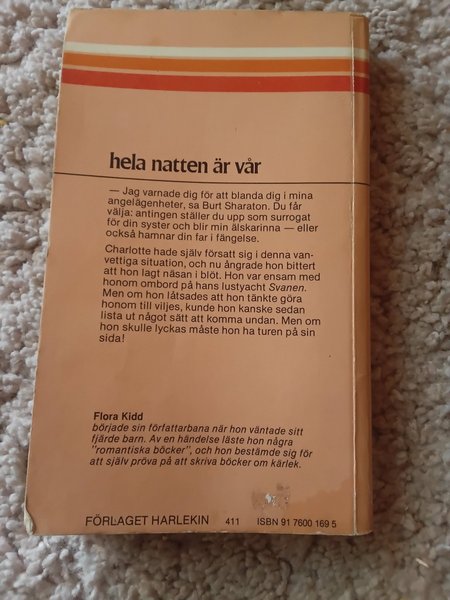 hela natten är vår
— Jag varnade dig för att blanda dig i mina
angelägenheter, sa Burt Sharaton. Du får
välja: antingen ställer du upp som surrogat
för din syster och blir min älskarinna — eller
också hamnar din far i fängelse.
Charlotte hade själv försatt sig i denna van-
vettiga situation, och nu ångrade hon bittert
att hon lagt näsan i blöt. Hon var ensam med
honom ombord på hans lustyacht Svanen.
Men om hon låtsades att hon tänkte göra
honom till viljes, kunde hon kanske sedan
lista ut något sätt att komma undan. Men om
hon skulle lyckas måste hon ha turen på sin
sida!
Flora Kidd
började sin författarbana när hon väntade sitt
fjärde barn. Av en händelse läste hon några
"romantiska böcker", och hon bestämde sig för
att själv pröva på att skriva böcker om kärlek.
FÖRLAGET HARLEKIN 411 ISBN 91 7600 169 5